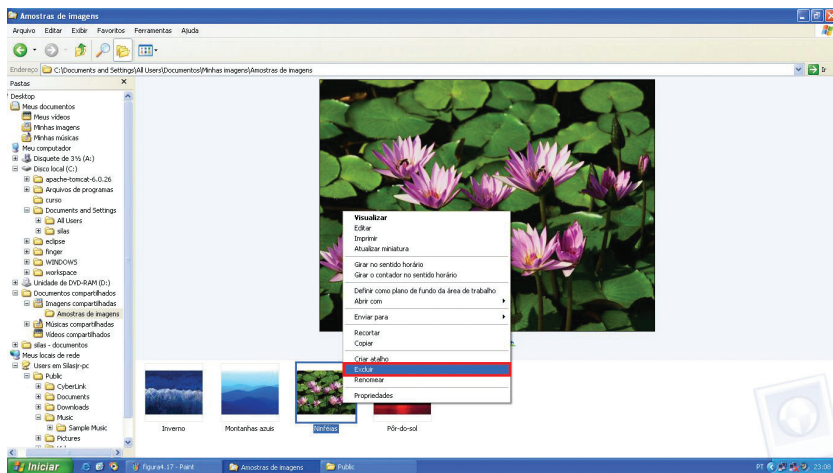 Amostras de imagens
Arquivo Editar Exibir Favoritos Ferramentas Ajuda
Endereço C:\Documents and Settings\All Users\Documentos\Minhas imagens\Amostras de imagens Ir
Pastas
Desktop
Meus documentos
Meus vídeos
Minhas imagens
Minhas músicas
Meu computador
Disquete de 3½ (A:)
Disco local (C:)
apache-tomcat-6.0.26
Arquivos de programas
curso
Documents and Settings
All Users
silas
eclipse
finger
WINDOWS
workspace
Unidade de DVD-RAM (D:)
Documentos compartilhados
Imagens compartilhadas
Amostras de imagens
Músicas compartilhadas
Vídeos compartilhados
silas - documentos
Meus locais de rede
Users em Silasjr-pc
Public
CyberLink
Documents
Downloads
Music
Sample Music
Pictures
Visualizar
Editar
Imprimir
Atualizar miniatura
Girar no sentido horário
Girar o contador no sentido horário
Definir como plano de fundo da área de trabalho
Abrir com
Enviar para
Recortar
Copiar
Criar atalho
Excluir
Renomear
Propriedades
Inverno Montanhas azuis Ninféias Pôr-do-sol
Iniciar figura4.17 - Paint Amostras de imagens Public PT 23:08